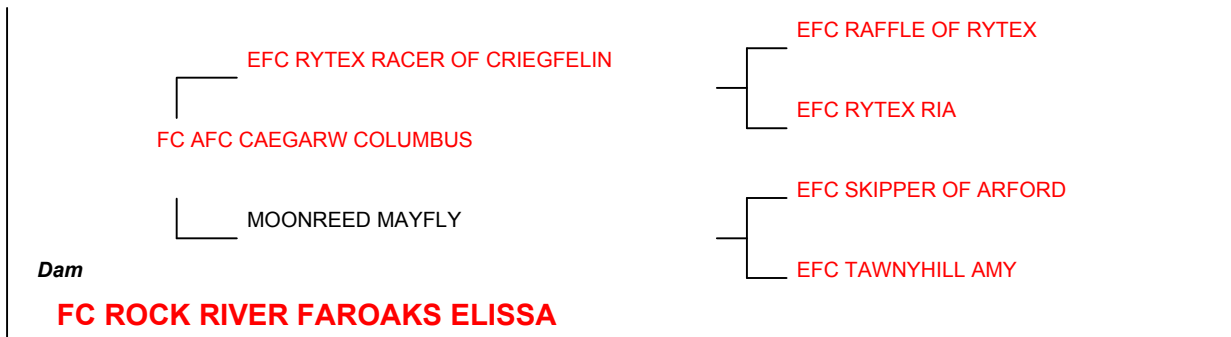 EFC RAFFLE OF RYTEX
EFC RYTEX RACER OF CRIEGFELIN
EFC RYTEX RIA
FC AFC CAEGARW COLUMBUS
EFC SKIPPER OF ARFORD
MOONREED MAYFLY
Dam
EFC TAWNYHILL AMY
FC ROCK RIVER FAROAKS ELISSA